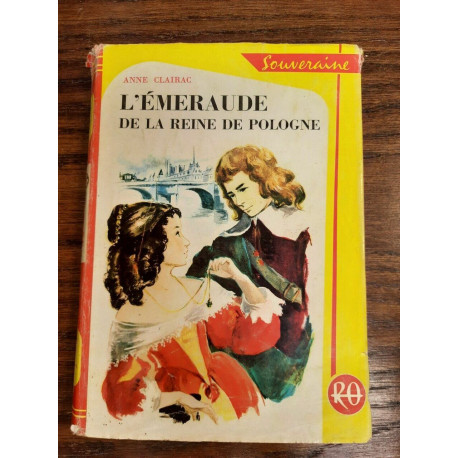 Souveraine
ANNE CLAIRAC
L'ÉMERAUDE
DE LA REINE DE POLOGNE
RO